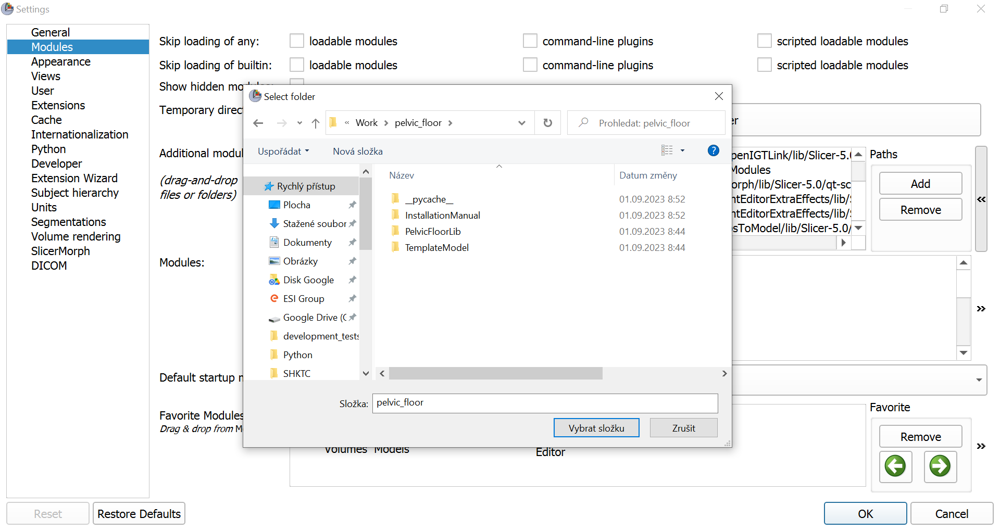 Settings
General
Modules
Appearance
Views
User
Extensions
Cache
Internationalization
Python
Developer
Extension Wizard
Subject hierarchy
Units
Segmentations
Volume rendering
SlicerMorph
DICOM
Skip loading of any: loadable modules command-line plugins scripted loadable modules
Skip loading of builtin: loadable modules command-line plugins scripted loadable modules
Show hidden
Temporary
Additional
(drag-and-drop
files or folders)
Modules:
Default startup
Favorite Modules
Drag & drop from
Select folder
« Work > pelvic_floor >
Prohledat: pelvic_floor
Uspořádat Nová složka ?
Rychlý přístup
Plocha
Stažené soubor
Dokumenty
Obrázky
Disk Google
ESI Group
Google Drive (
development_tests
Python
SHKTC
Název Datum změny
__pycache__ 01.09.2023 8:52
InstallationManual 01.09.2023 8:52
PelvicFloorLib 01.09.2023 8:44
TemplateModel 01.09.2023 8:44
Složka: pelvic_floor
Vybrat složku Zrušit
er
penIGTLink/lib/Slicer-5.
Modules
orph/lib/Slicer-5.0/qt-sc
ntEditorExtraEffects/lib/
ntEditorExtraEffects/lib/
sToModel/lib/Slicer-5.0/
Paths
Add
Remove
Volumes Models Editor
Favorite
Remove
Reset Restore Defaults OK Cancel